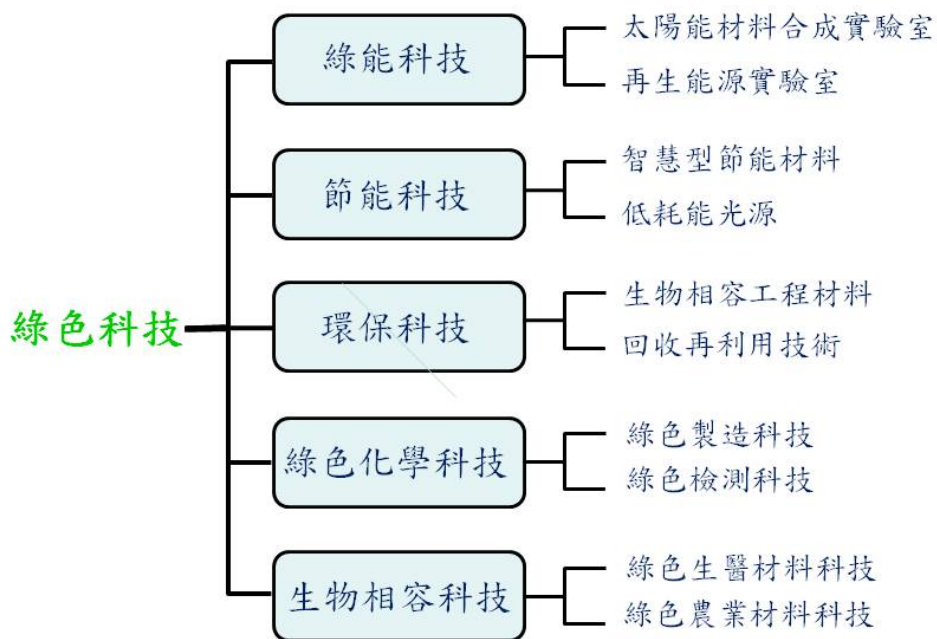 綠色科技
綠能科技
太陽能材料合成實驗室
再生能源實驗室
節能科技
智慧型節能材料
低耗能光源
環保科技
生物相容工程材料
回收再利用技術
綠色化學科技
綠色製造科技
綠色檢測科技
生物相容科技
綠色生醫材料科技
綠色農業材料科技